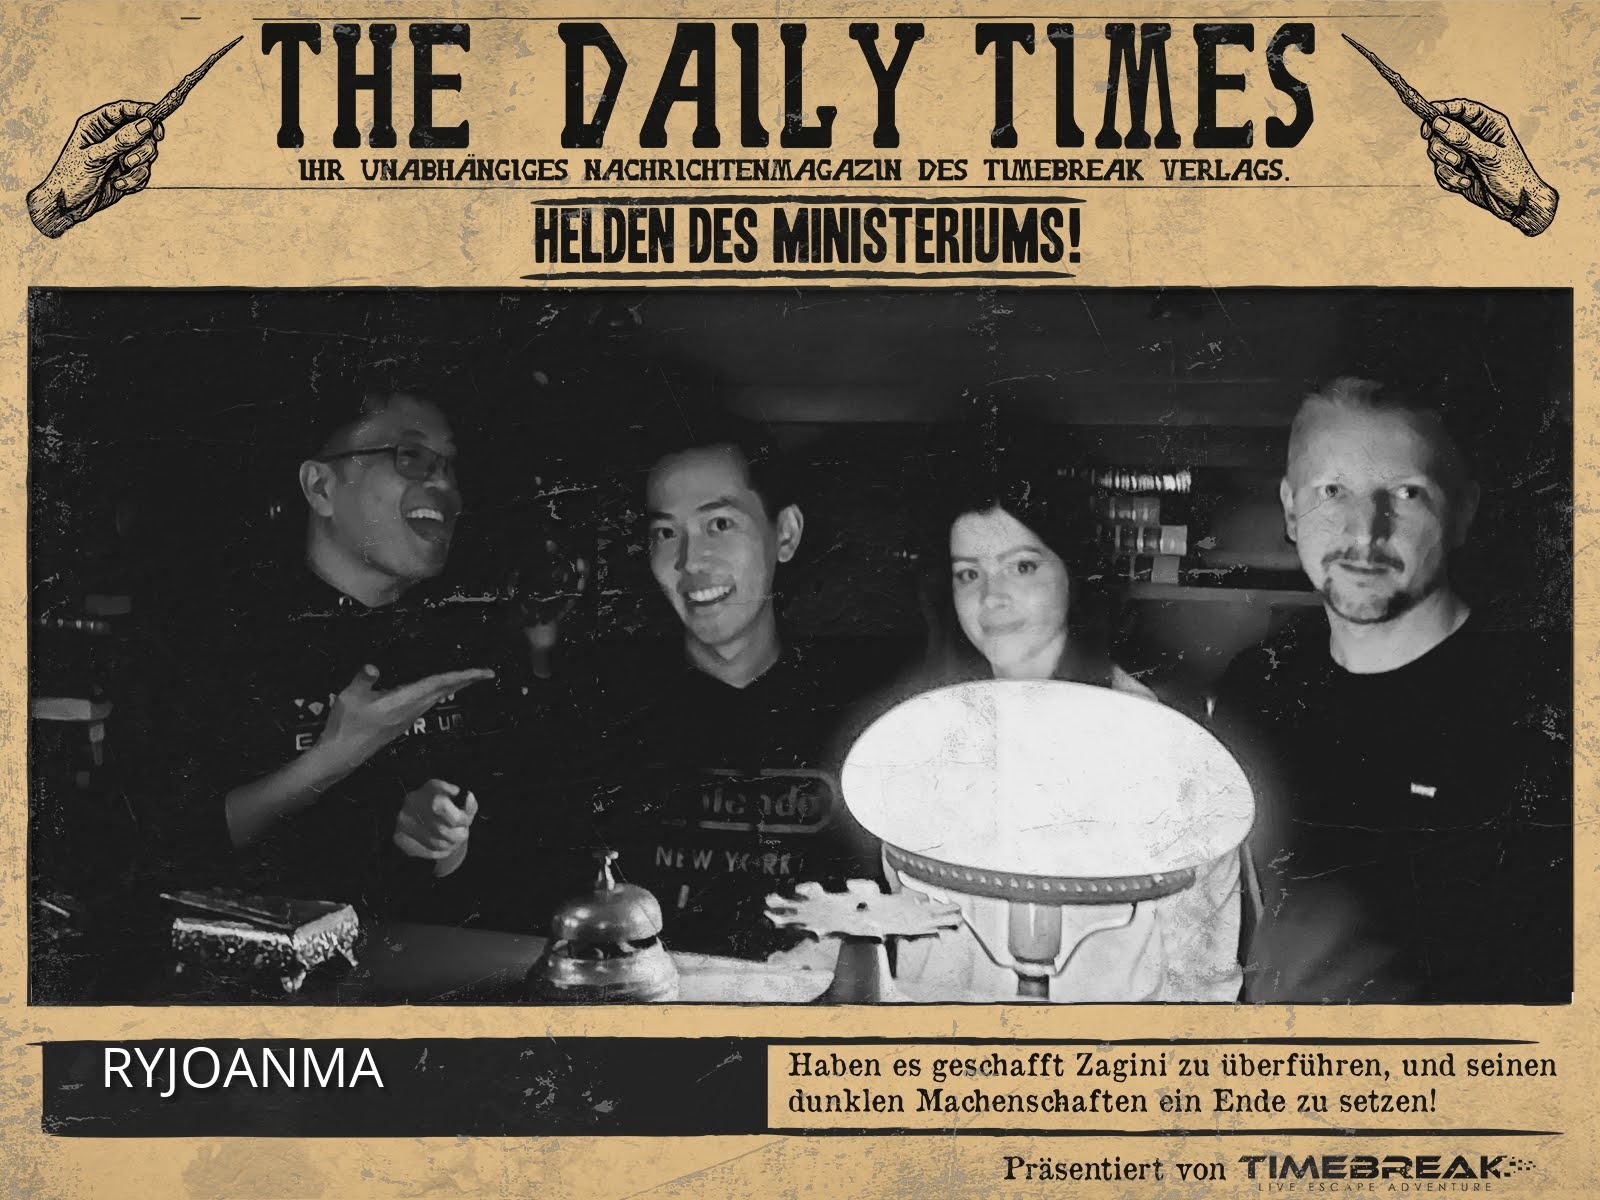 THE DAILY TIMES
IHR UNABHÄNGIGES NACHRICHTENMAGAZIN DES TIMEBREAK VERLAGS.
HELDEN DES MINISTERIUMS!
NEW YORK
RYJOANMA
Haben es geschafft Zagini zu überführen, und seinen
dunklen Machenschaften ein Ende zu setzen!
Präsentiert von TIMEBREAK
LIVE ESCAPE ADVENTURE